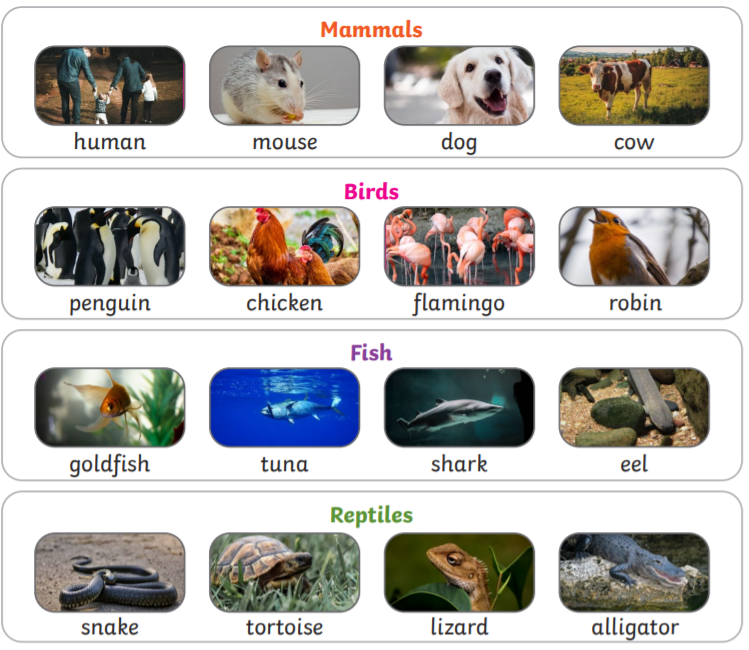 Mammals
human mouse dog cow
Birds
penguin chicken flamingo robin
Fish
goldfish tuna shark eel
Reptiles
snake tortoise lizard alligator